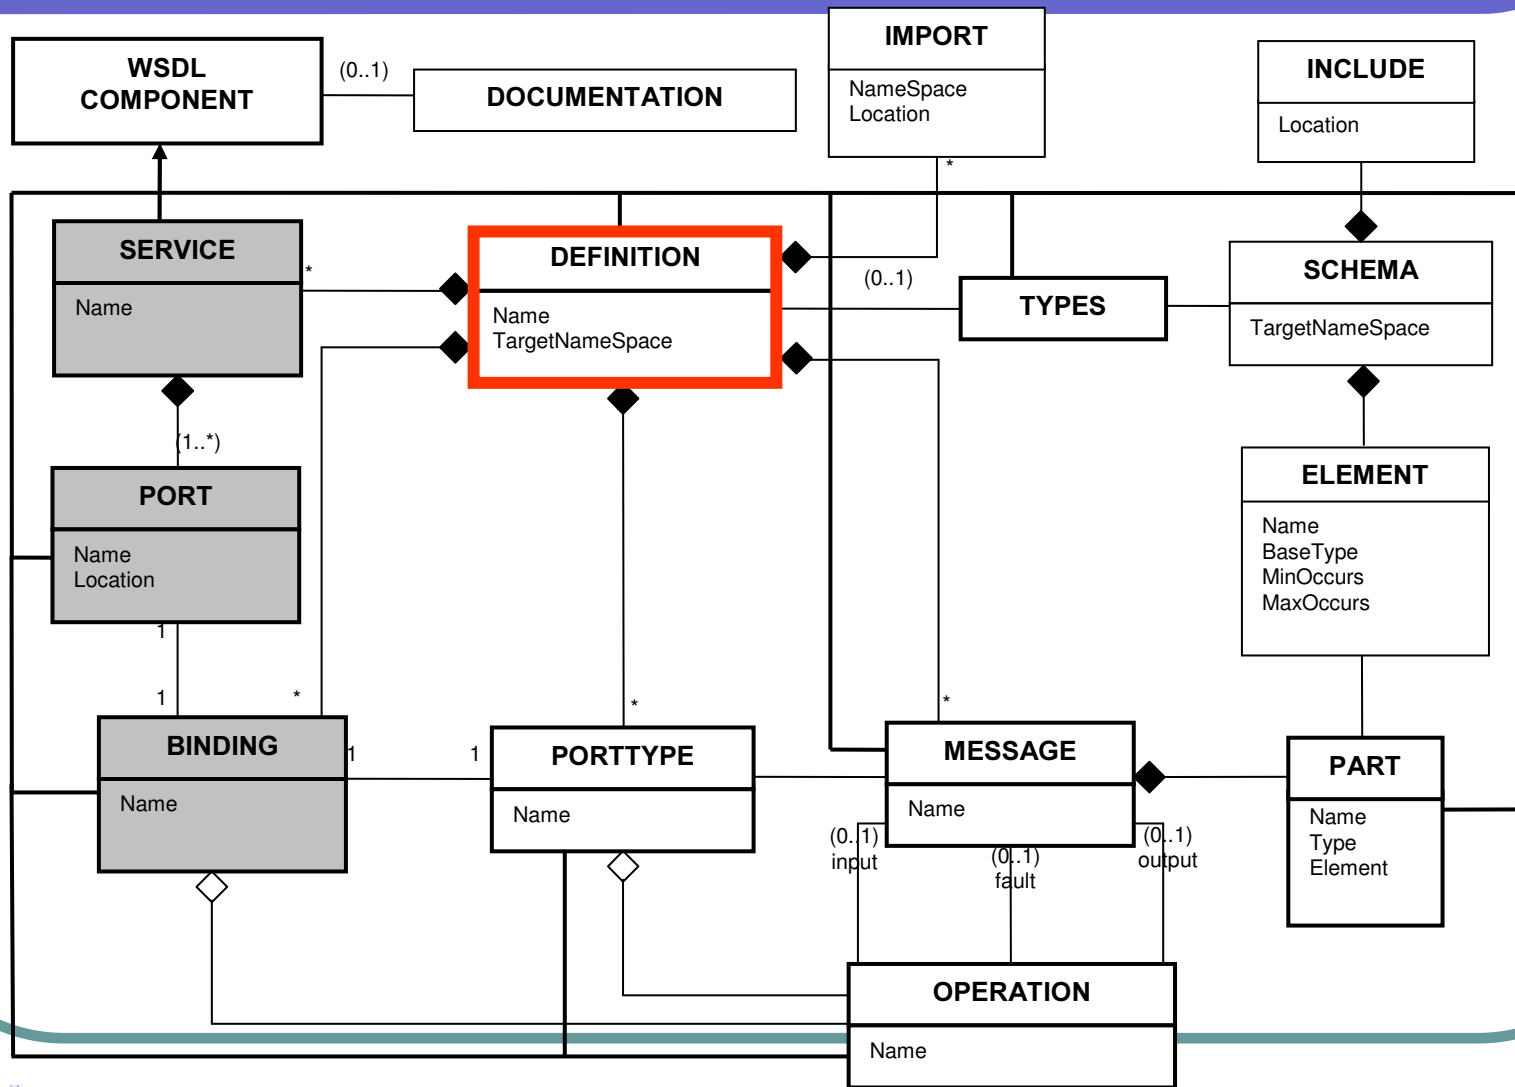 WSDL
COMPONENT
(0..1)
DOCUMENTATION
IMPORT
NameSpace
Location
*
INCLUDE
Location
SERVICE
Name
*
DEFINITION
Name
TargetNameSpace
(0..1)
TYPES
SCHEMA
TargetNameSpace
(1..*)
PORT
Name
Location
1
1
*
ELEMENT
Name
BaseType
MinOccurs
MaxOccurs
*
*
BINDING
Name
1
1
PORTTYPE
Name
MESSAGE
Name
PART
Name
Type
Element
(0..1)
input
(0..1)
fault
(0..1)
output
OPERATION
Name